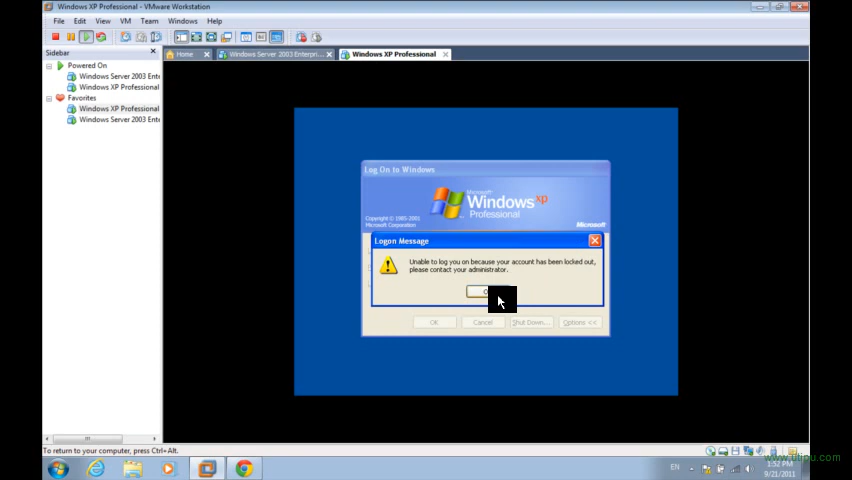 Windows XP Professional - VMware Workstation
File Edit View VM Team Windows Help
Sidebar
Powered On
Windows Server 2003 Ente
Windows XP Professional
Favorites
Windows XP Professional
Windows Server 2003 Ente
Home
Windows Server 2003 Enterpri...
Windows XP Professional
Log On to Windows
Microsoft
Windows xp
Professional
Copyright © 1985-2001
Microsoft Corporation
Microsoft
Logon Message
Unable to log you on because your account has been locked out,
please contact your administrator.
OK Cancel Shut Down... Options <<
To return to your computer, press Ctrl+Alt.
EN
1:52 PM
9/21/2011